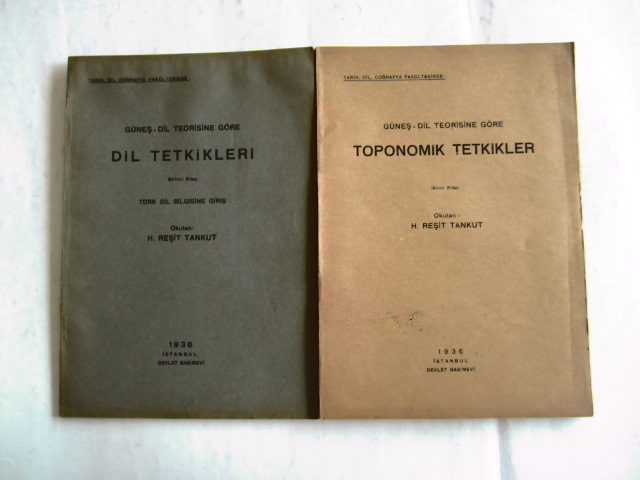 TARİH, DİL, COĞRAFYA FAKÜLTESİNDE:
GÜNEŞ-DİL TEORİSİNE GÖRE
DİL TETKİKLERİ
Birinci Kitap
TÜRK DİL BİLGİSİNE GİRİŞ
Okutan:
H. REŞİT TANKUT
1936
İSTANBUL
DEVLET BASIMEVİ
TARİH, DİL, COĞRAFYA FAKÜLTESİNDE:
GÜNEŞ-DİL TEORİSİNE GÖRE
TOPONOMIK TETKİKLER
İkinci Kitap
Okutan:
H. REŞİT TANKUT
1936
İSTANBUL
DEVLET BASIMEVİ